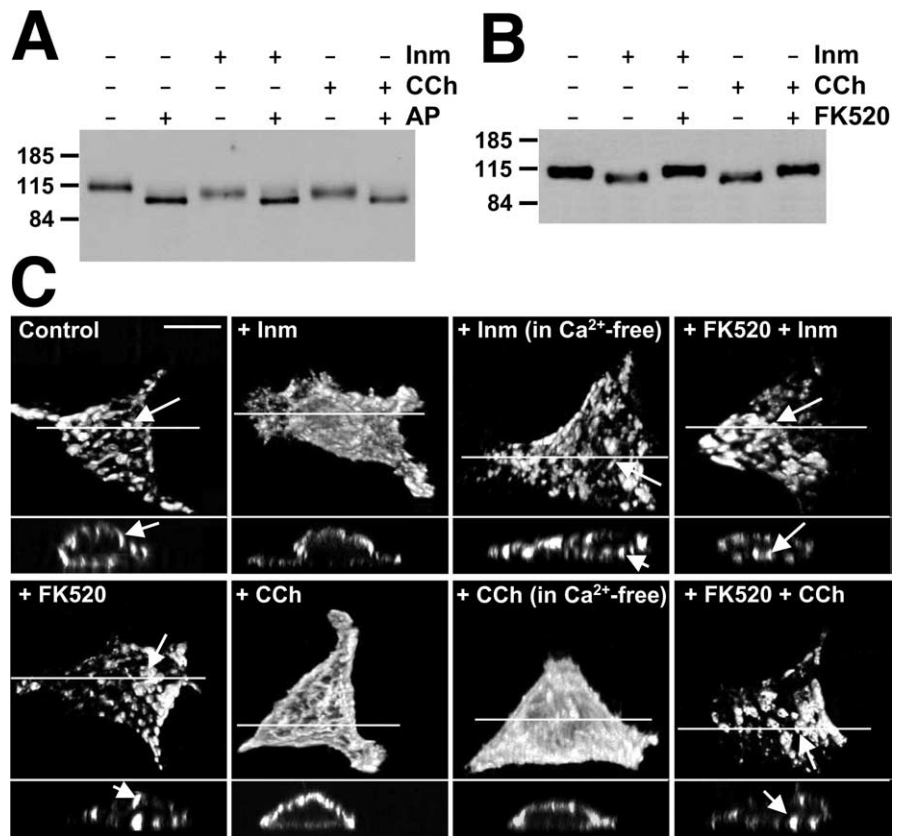 A
– – + + – – Inm
– – – – + + CCh
– + – + – + AP
185
115
84
B
– + + – – Inm
– – – + + CCh
– – + – + FK520
185
115
84
C
Control
+ Inm
+ Inm (in Ca²⁺-free)
+ FK520 + Inm
+ FK520
+ CCh
+ CCh (in Ca²⁺-free)
+ FK520 + CCh